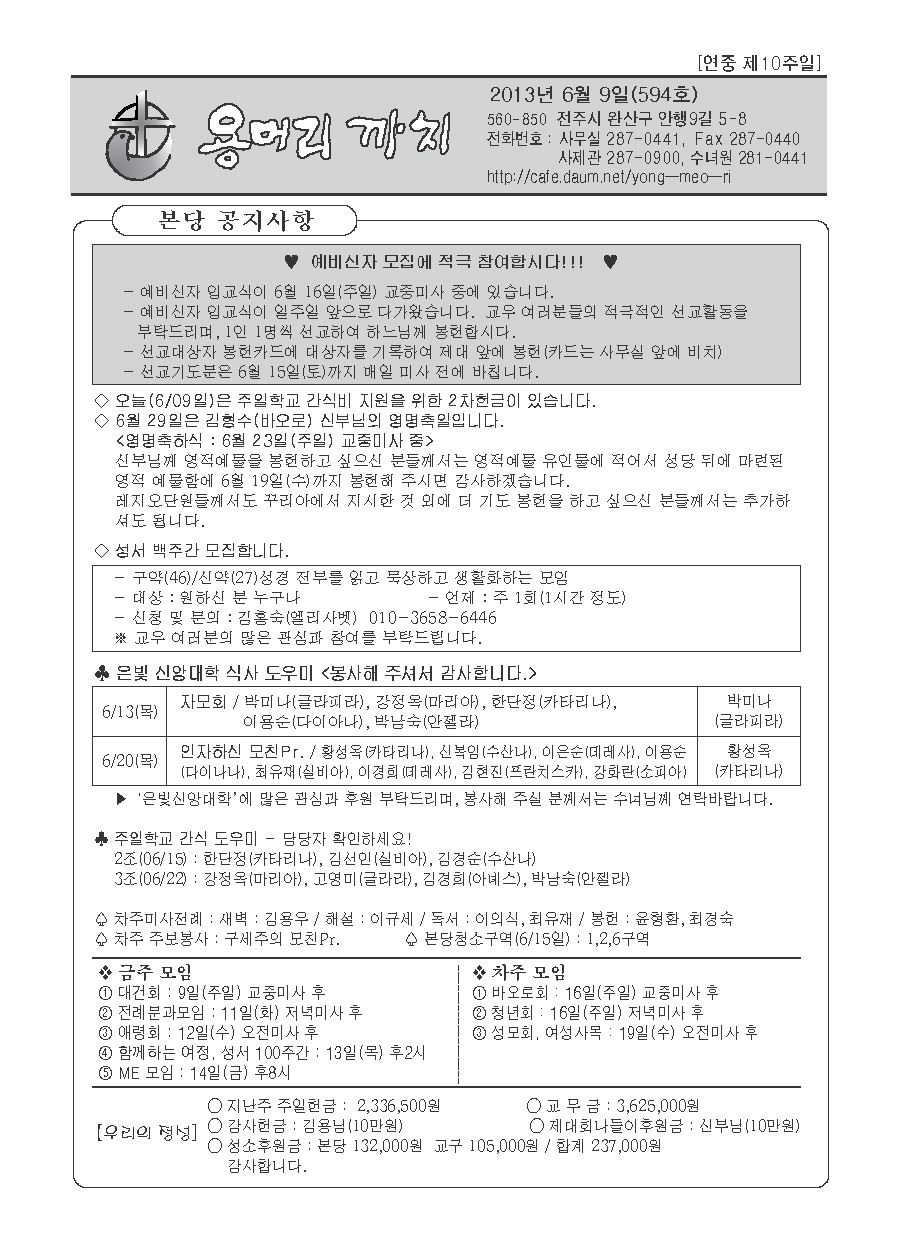 [연중 제10주일]
용머리 까치
2013년 6월 9일(594호)
560-850 전주시 완산구 안행9길 5-8
전화번호 : 사무실 287-0441, Fax 287-0440
사제관 287-0900, 수녀원 281-0441
http://cafe.daum.net/yong—meo—ri
본당 공지사항
♥ 예비신자 모집에 적극 참여합시다!!! ♥
- 예비신자 입교식이 6월 16일(주일) 교중미사 중에 있습니다.
- 예비신자 입교식이 일주일 앞으로 다가왔습니다. 교우 여러분들의 적극적인 선교활동을
부탁드리며, 1인 1명씩 선교하여 하느님께 봉헌합시다.
- 선교대상자 봉헌카드에 대상자를 기록하여 제대 앞에 봉헌(카드는 사무실 앞에 비치)
- 선교기도분은 6월 15일(토)까지 매일 미사 전에 바칩니다.
◇ 오늘(6/09일)은 주일학교 간식비 지원을 위한 2차헌금이 있습니다.
◇ 6월 29일은 김형수(바오로) 신부님의 영명축일입니다.
<영명축하식 : 6월 23일(주일) 교중미사 중>
신부님께 영적예물을 봉헌하고 싶으신 분들께서는 영적예물 유인물에 적어서 성당 뒤에 마련된
영적 예물함에 6월 19일(수)까지 봉헌해 주시면 감사하겠습니다.
레지오단원들께서도 꾸리아에서 지시한 것 외에 더 기도 봉헌을 하고 싶으신 분들께서는 추가하
셔도 됩니다.
◇ 성서 백주간 모집합니다.
- 구약(46)/신약(27)성경 전부를 읽고 묵상하고 생활화하는 모임
- 대상 : 원하신 분 누구나 - 언제 : 주 1회(1시간 정도)
- 신청 및 문의 : 김홍숙(엘리사벳) 010-3658-6446
※ 교우 여러분의 많은 관심과 참여를 부탁드립니다.
♣ 은빛 신앙대학 식사 도우미 <봉사해 주셔서 감사합니다.>
6/13(목) 자모회 / 박미나(글라피라), 강정옥(마리아), 한단정(카타리나), 박미나
이용순(다이아나), 박남숙(안젤라) (글라피라)
6/20(목) 인자하신 모친Pr. / 황성옥(카타리나), 신복임(수산나), 이은순(데레사), 이용순 황성옥
(다이나나), 최유재(실비아), 이경희(데레사), 김현진(프란치스카), 강화란(소피아) (카타리나)
▶ '은빛신앙대학'에 많은 관심과 후원 부탁드리며, 봉사해 주실 분께서는 수녀님께 연락바랍니다.
♣ 주일학교 간식 도우미 - 담당자 확인하세요!
2조(06/15) : 한단정(카타리나), 김선인(실비아), 김경순(수산나)
3조(06/22) : 강정옥(마리아), 고영미(글라라), 김경희(아녜스), 박남숙(안젤라)
♤ 차주미사전례 : 새벽 : 김용우 / 해설 : 이규세 / 독서 : 이의식, 최유재 / 봉헌 : 윤형환, 최경숙
♤ 차주 주보봉사 : 구세주의 모친Pr. ♤ 본당청소구역(6/15일) : 1,2,6구역
❖ 금주 모임
① 대건회 : 9일(주일) 교중미사 후
② 전례분과모임 : 11일(화) 저녁미사 후
③ 애령회 : 12일(수) 오전미사 후
④ 함께하는 여정, 성서 100주간 : 13일(목) 후2시
⑤ ME 모임 : 14일(금) 후8시
❖ 차주 모임
① 바오로회 : 16일(주일) 교중미사 후
② 청년회 : 16일(주일) 저녁미사 후
③ 성모회, 여성사목 : 19일(수) 오전미사 후
[우리의 정성]
○ 지난주 주일헌금 : 2,336,500원 ○ 교 무 금 : 3,625,000원
○ 감사헌금 : 김용님(10만원) ○ 제대회나들이후원금 : 신부님(10만원)
○ 성소후원금 : 본당 132,000원 교구 105,000원 / 합계 237,000원
감사합니다.